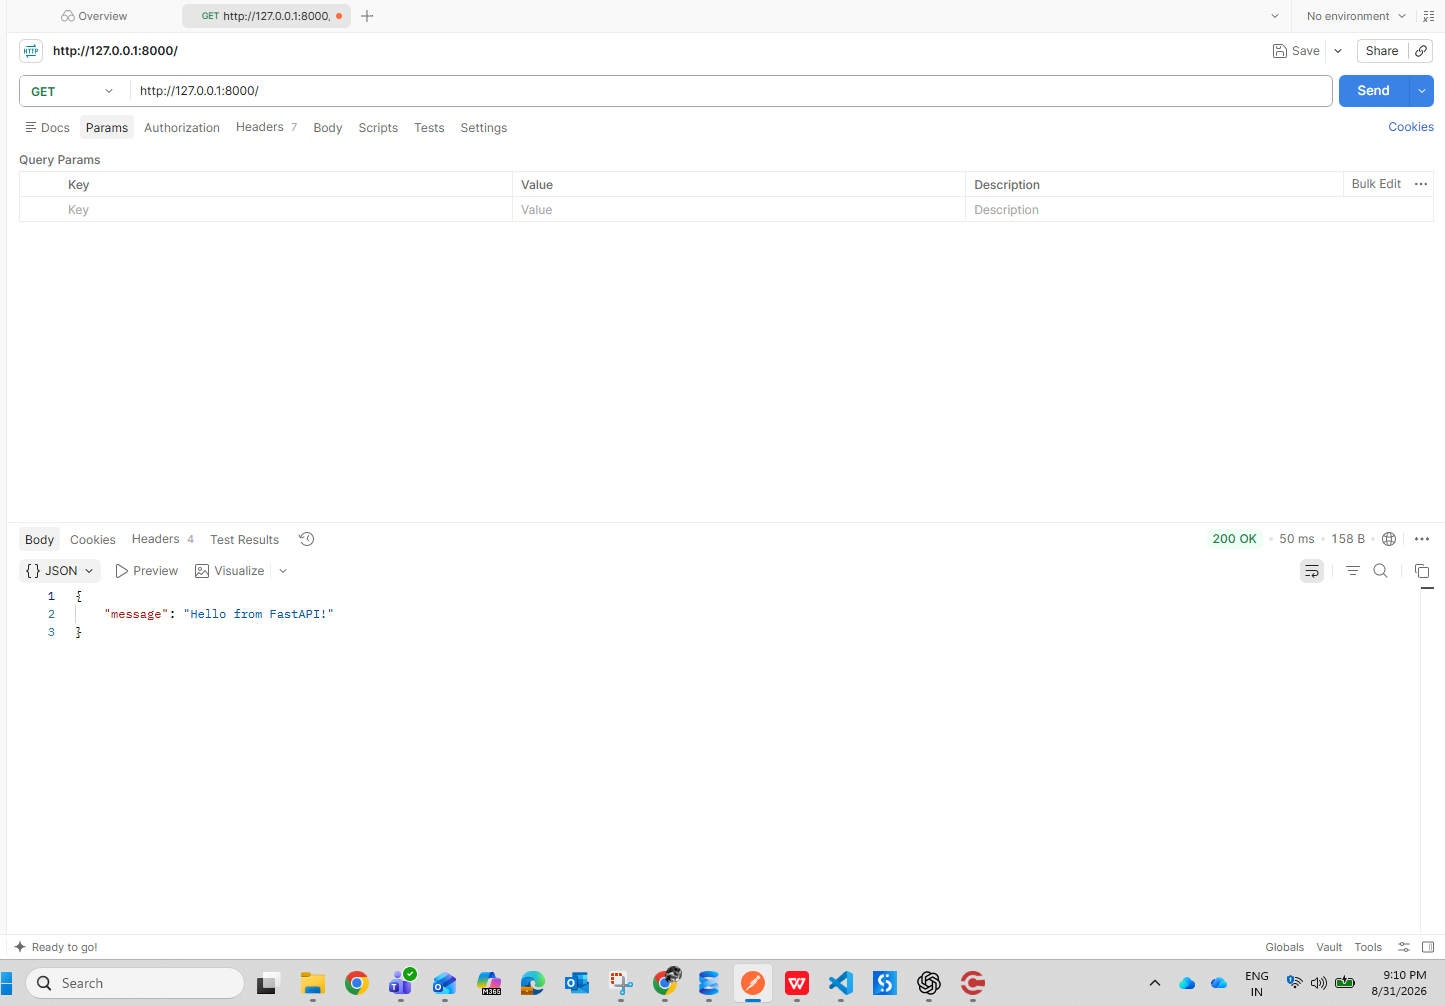 Overview
GET http://127.0.0.1:8000,
No environment
HTTP http://127.0.0.1:8000/
Save
Share
GET http://127.0.0.1:8000/
Send
Docs Params Authorization Headers 7 Body Scripts Tests Settings
Cookies
Query Params
Key Value Description Bulk Edit
Key Value Description
Body Cookies Headers 4 Test Results
200 OK 50 ms 158 B
{} JSON Preview Visualize
1 {
2 "message": "Hello from FastAPI!"
3 }
Ready to go!
Globals Vault Tools
Search
M365
ENG
IN
9:10 PM
8/31/2026